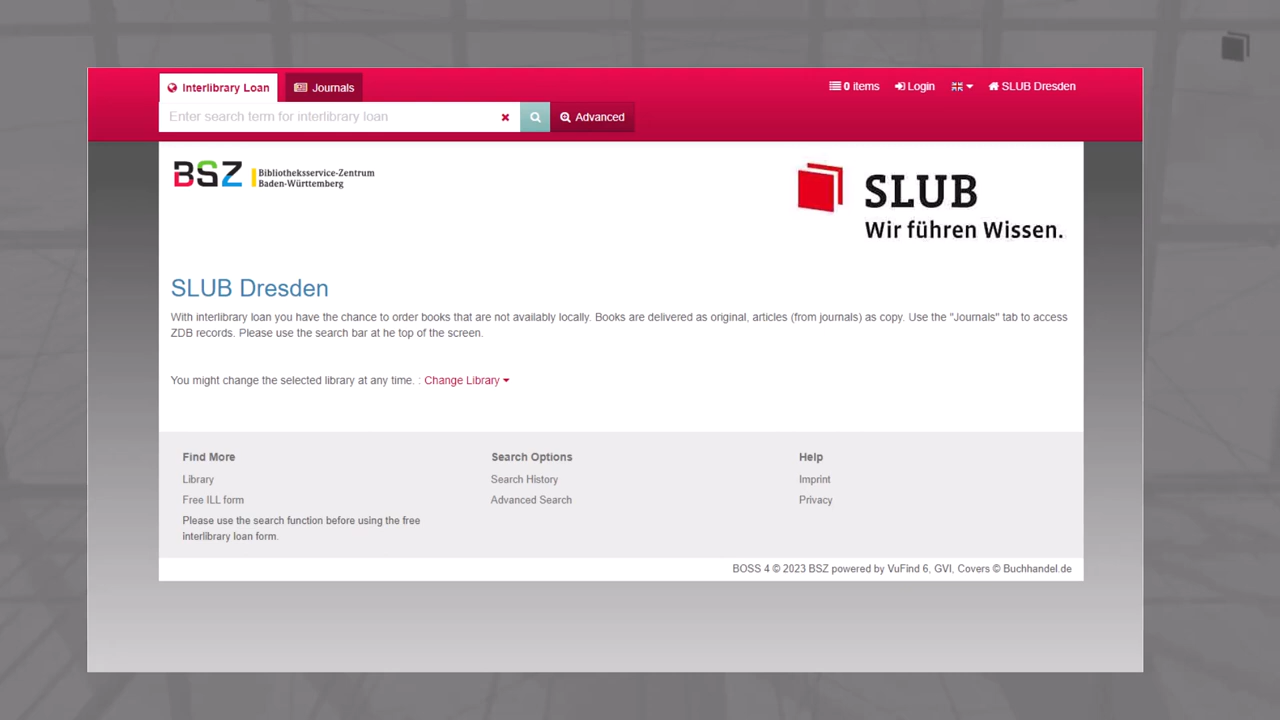 Interlibrary Loan
Journals
0 items
Login
SLUB Dresden
Enter search term for interlibrary loan
Advanced
BSZ
Bibliotheksservice-Zentrum
Baden-Württemberg
SLUB
Wir führen Wissen.
SLUB Dresden
With interlibrary loan you have the chance to order books that are not availably locally. Books are delivered as original, articles (from journals) as copy. Use the "Journals" tab to access
ZDB records. Please use the search bar at he top of the screen.
You might change the selected library at any time. : Change Library
Find More
Search Options
Help
Library
Search History
Imprint
Free ILL form
Advanced Search
Privacy
Please use the search function before using the free
interlibrary loan form.
BOSS 4 © 2023 BSZ powered by VuFind 6, GVI, Covers © Buchhandel.de